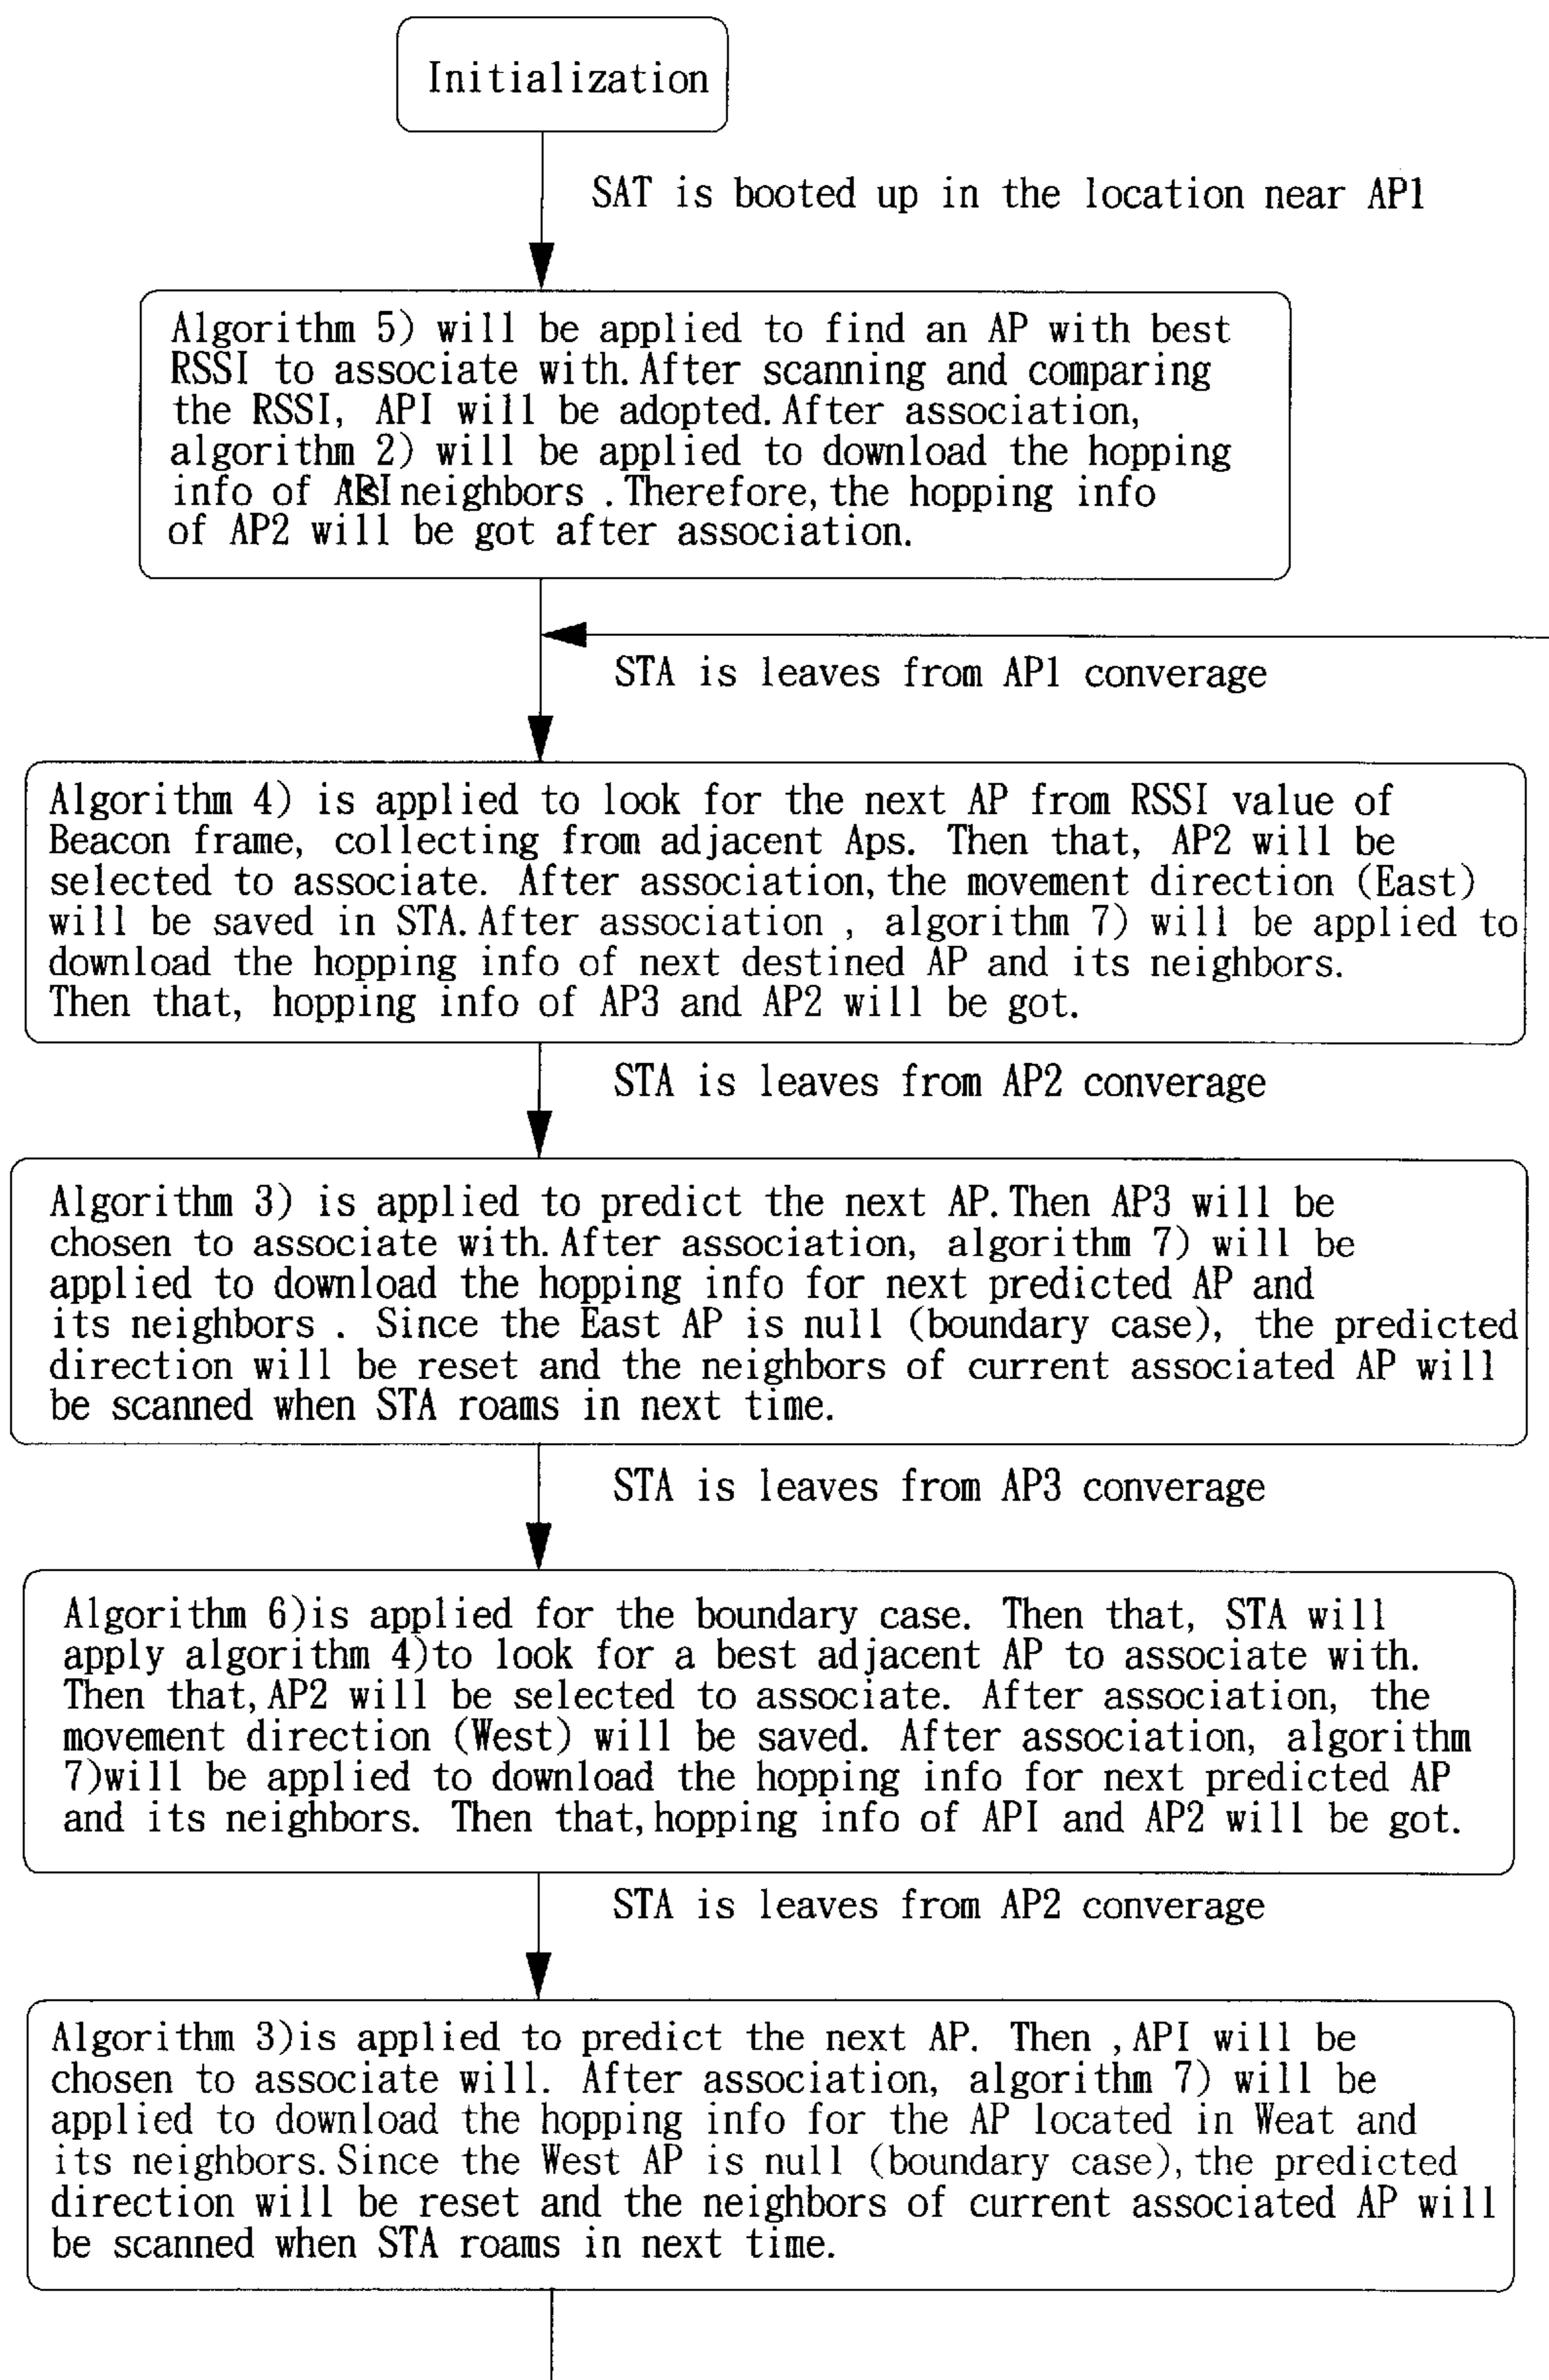 Initialization
SAT is booted up in the location near AP1
Algorithm 5) will be applied to find an AP with best
RSSI to associate with. After scanning and comparing
the RSSI, API will be adopted. After association,
algorithm 2) will be applied to download the hopping
info of neighbors . Therefore, the hopping info
of AP2 will be got after association.
STA is leaves from AP1 converage
Algorithm 4) is applied to look for the next AP from RSSI value of
Beacon frame, collecting from adjacent Aps. Then that, AP2 will be
selected to associate. After association, the movement direction (East)
will be saved in STA. After association , algorithm 7) will be applied to
download the hopping info of next destined AP and its neighbors.
Then that, hopping info of AP3 and AP2 will be got.
STA is leaves from AP2 converage
Algorithm 3) is applied to predict the next AP. Then AP3 will be
chosen to associate with. After association, algorithm 7) will be
applied to download the hopping info for next predicted AP and
its neighbors . Since the East AP is null (boundary case), the predicted
direction will be reset and the neighbors of current associated AP will
be scanned when STA roams in next time.
STA is leaves from AP3 converage
Algorithm 6)is applied for the boundary case. Then that, STA will
apply algorithm 4)to look for a best adjacent AP to associate with.
Then that, AP2 will be selected to associate. After association, the
movement direction (West) will be saved. After association, algorithm
7)will be applied to download the hopping info for next predicted AP
and its neighbors. Then that, hopping info of API and AP2 will be got.
STA is leaves from AP2 converage
Algorithm 3)is applied to predict the next AP. Then , API will be
chosen to associate will. After association, algorithm 7) will be
applied to download the hopping info for the AP located in Weat and
its neighbors. Since the West AP is null (boundary case), the predicted
direction will be reset and the neighbors of current associated AP will
be scanned when STA roams in next time.